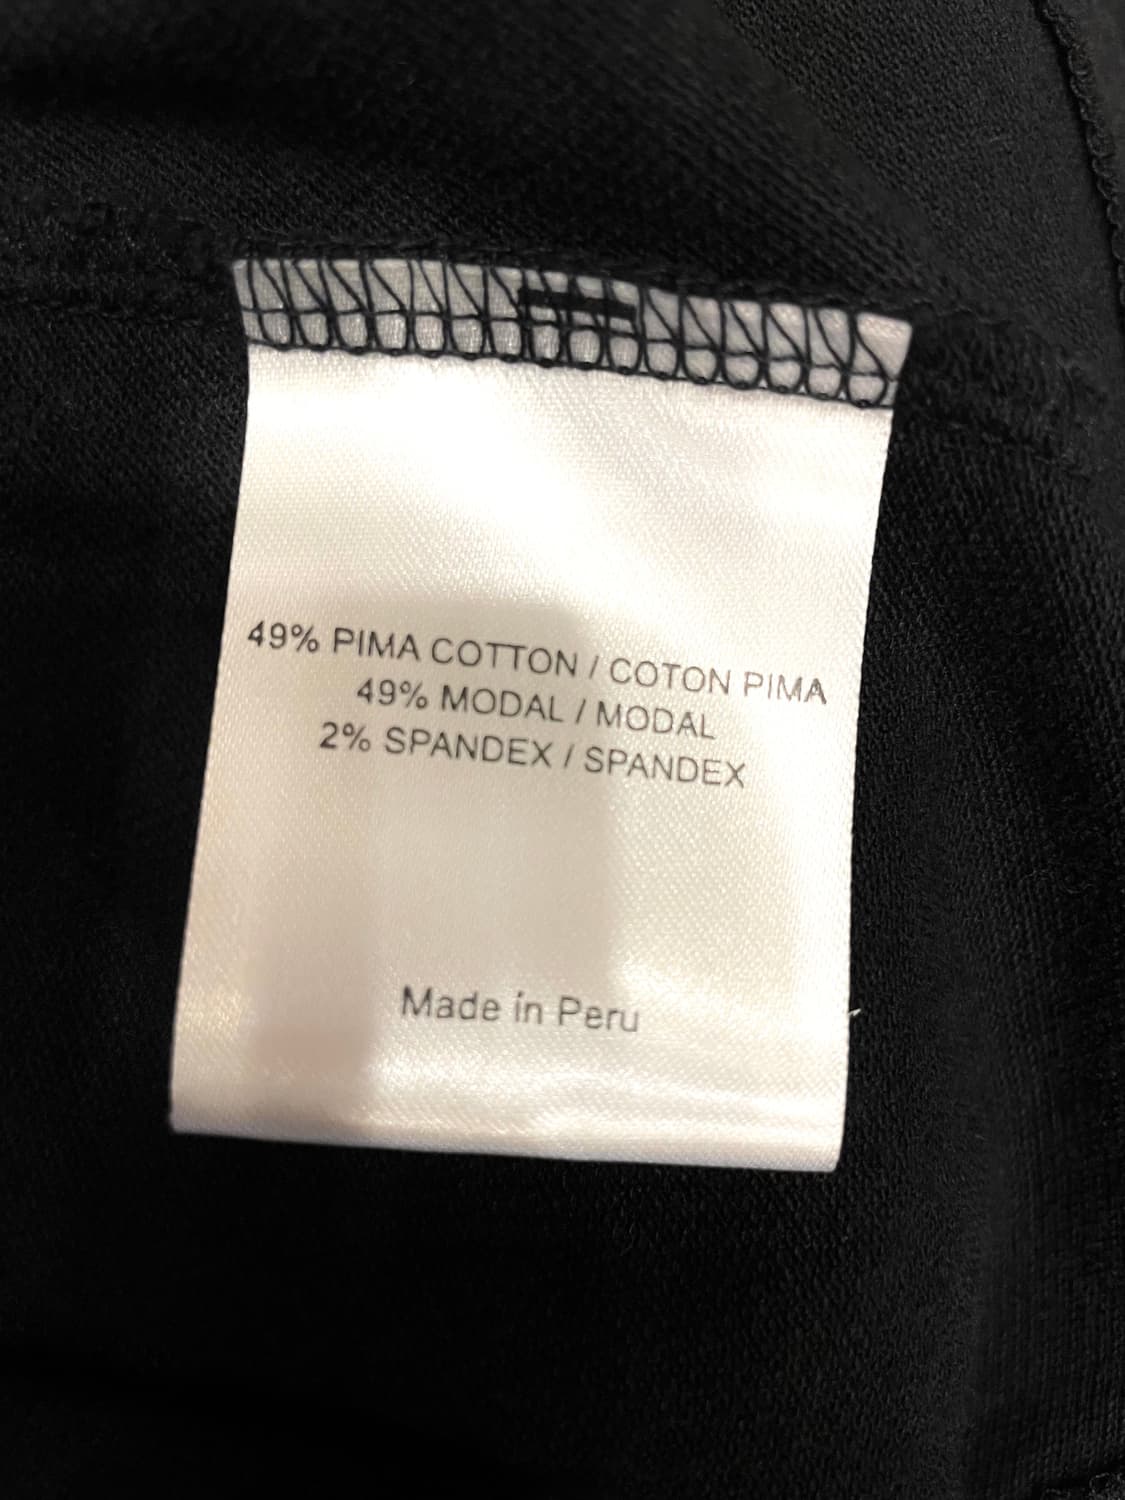 49% PIMA COTTON / COTON PIMA
49% MODAL / MODAL
2% SPANDEX / SPANDEX
Made in Peru